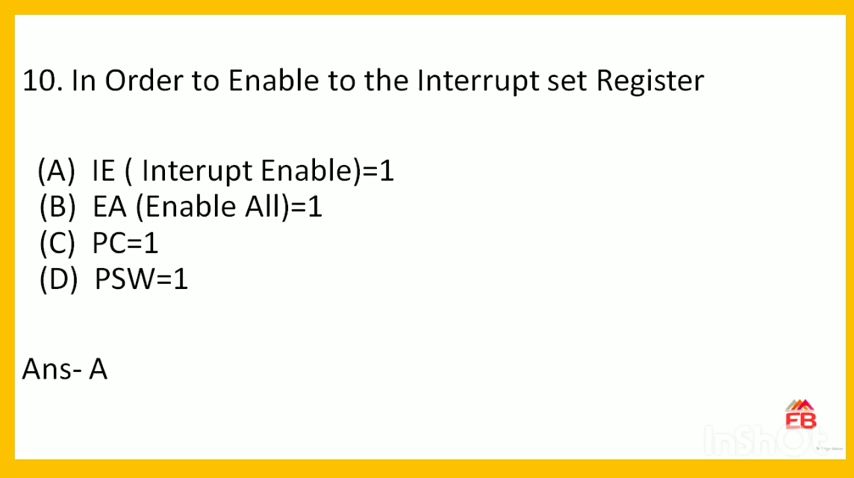 10. In Order to Enable to the Interrupt set Register
(A) IE ( Interupt Enable)=1
(B) EA (Enable All)=1
(C) PC=1
(D) PSW=1
Ans- A
EB
InShOt